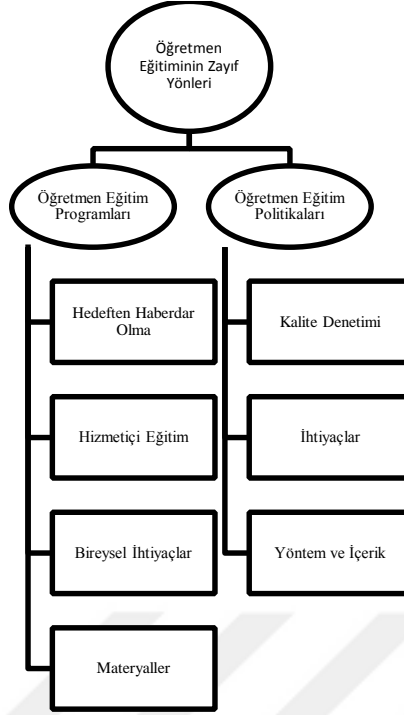 Öğretmen
Eğitiminin Zayıf
Yönleri
Öğretmen Eğitim
Programları
Öğretmen Eğitim
Politikaları
Hedeften Haberdar
Olma
Kalite Denetimi
Hizmetiçi Eğitim
İhtiyaçlar
Bireysel İhtiyaçlar
Yöntem ve İçerik
Materyaller